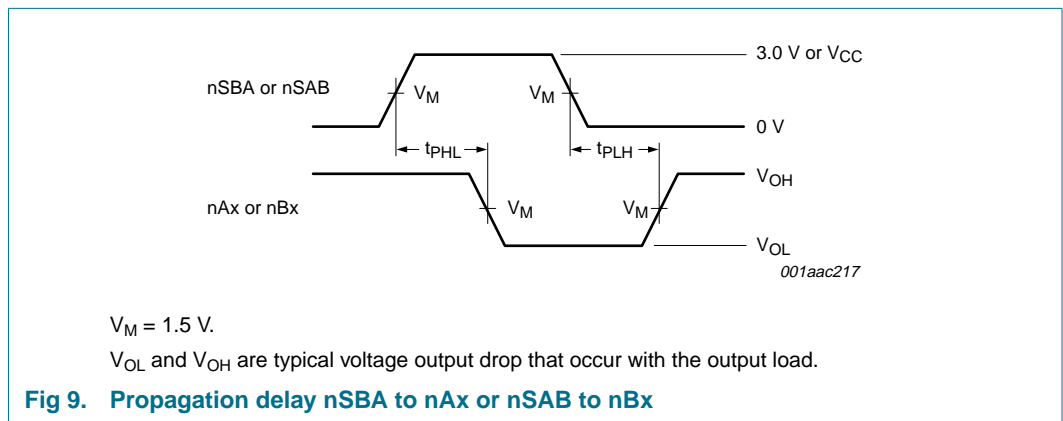 3.0 V or VCC
nSBA or nSAB
VM
VM
0 V
tPHL
tPLH
VOH
nAx or nBx
VM
VM
VOL
001aac217
VM = 1.5 V.
VOL and VOH are typical voltage output drop that occur with the output load.
Fig 9. Propagation delay nSBA to nAx or nSAB to nBx